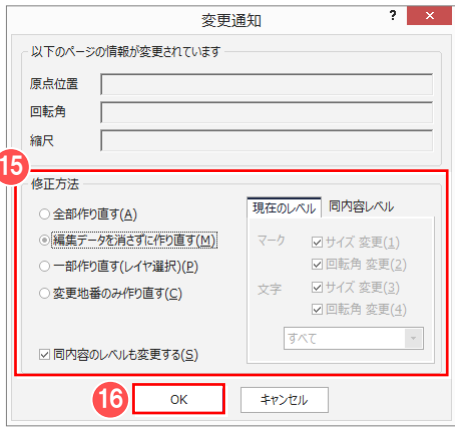 変更通知
?
×
以下のページの情報が変更されています
原点位置
回転角
縮尺
15
修正方法
全部作り直す(A)
編集データを消さずに作り直す(M)
一部作り直す(レイヤ選択)(P)
変更地番のみ作り直す(C)
同内容のレベルも変更する(S)
現在のレベル 同内容レベル
マーク サイズ 変更(1)
回転角 変更(2)
文字 サイズ 変更(3)
回転角 変更(4)
すべて
16
OK
キャンセル